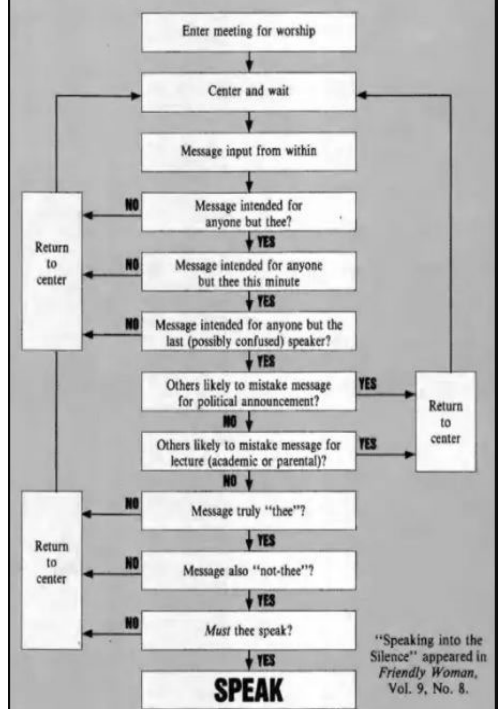 Enter meeting for worship
Center and wait
Message input from within
NO
Message intended for
anyone but thee?
YES
Return
to
center
NO
Message intended for anyone
but thee this minute
YES
NO
Message intended for anyone but the
last (possibly confused) speaker?
YES
Others likely to mistake message
for political announcement?
YES
NO
Return
to
center
Others likely to mistake message for
lecture (academic or parental)?
YES
NO
NO
Message truly "thee"?
YES
Return
to
center
NO
Message also "not-thee"?
YES
NO
Must thee speak?
YES
SPEAK
"Speaking into the
Silence" appeared in
Friendly Woman,
Vol. 9, No. 8.